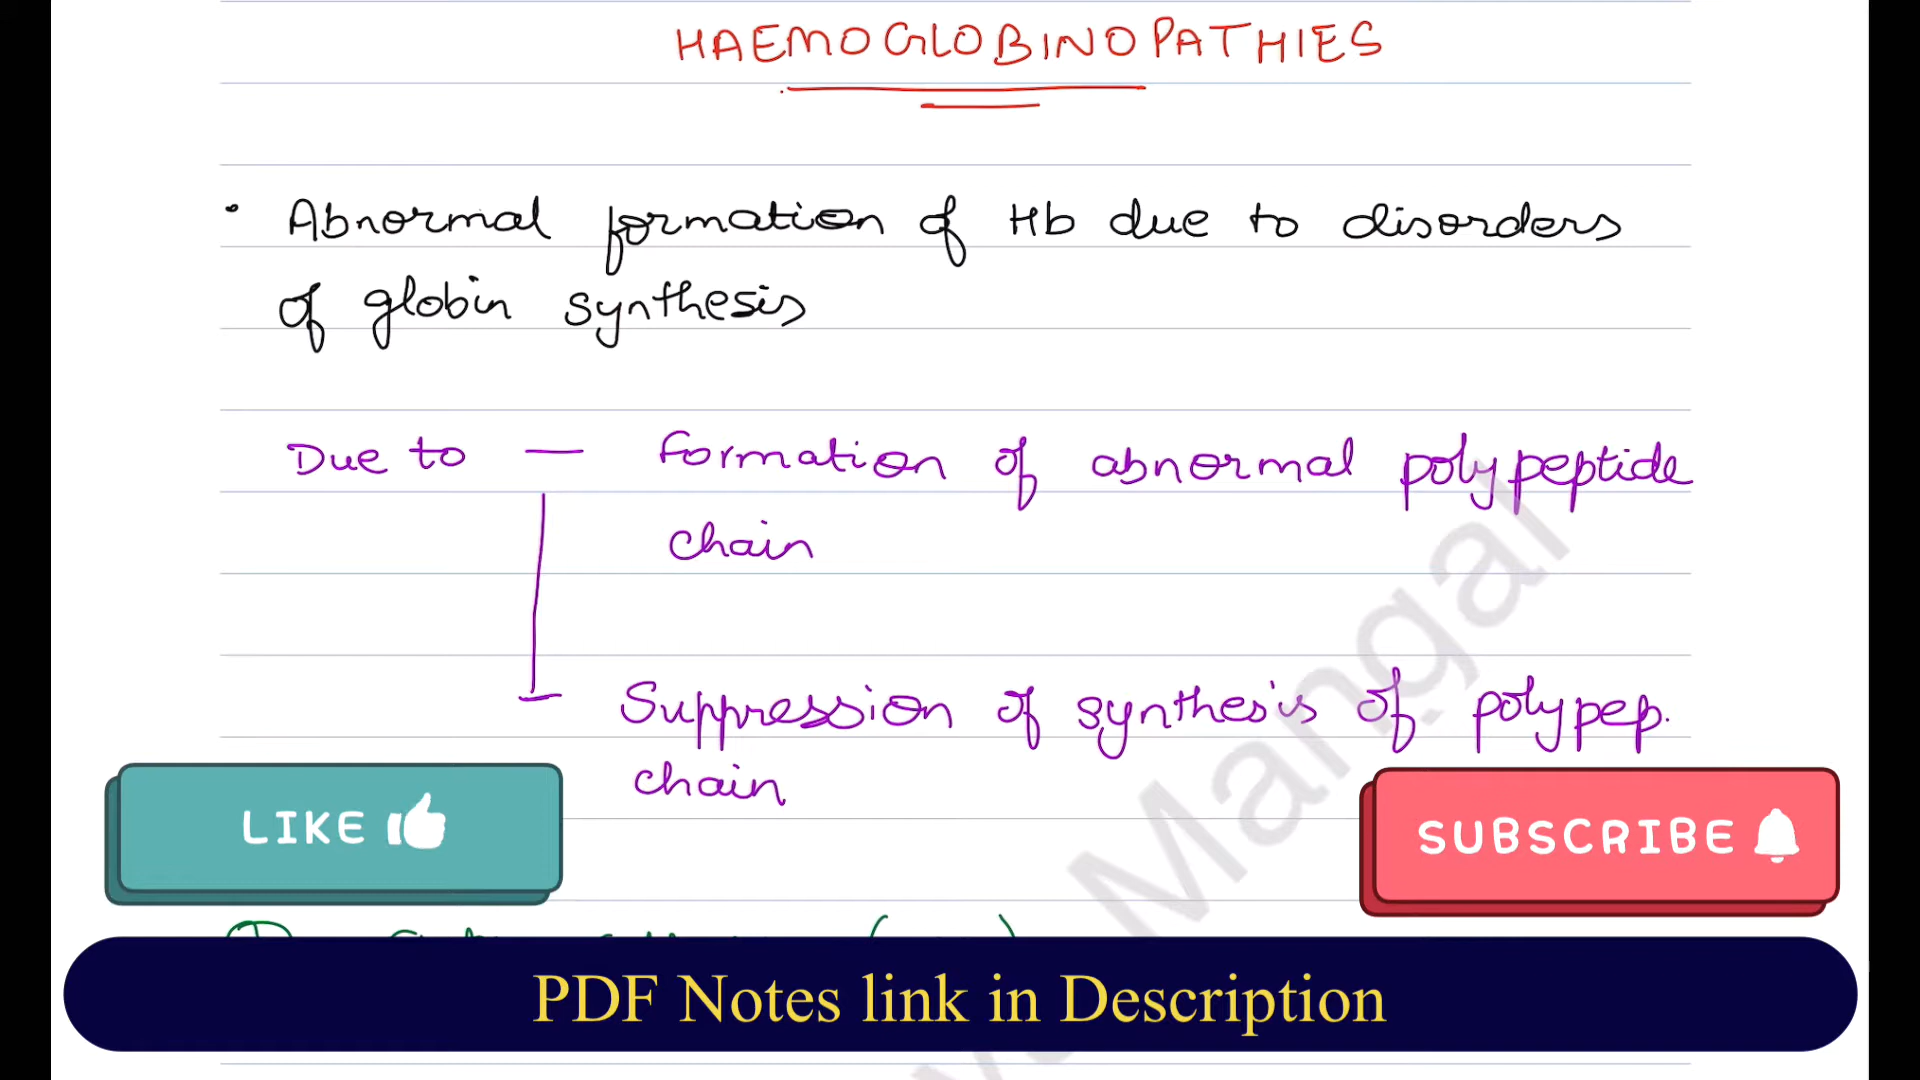 HAEMOGLOBINOPATHIES
• Abnormal formation of Hb due to disorders
of globin synthesis
Due to — Formation of abnormal polypeptide
chain
Suppression of synthesis of polypep.
chain
LIKE
SUBSCRIBE
PDF Notes link in Description
Mangal